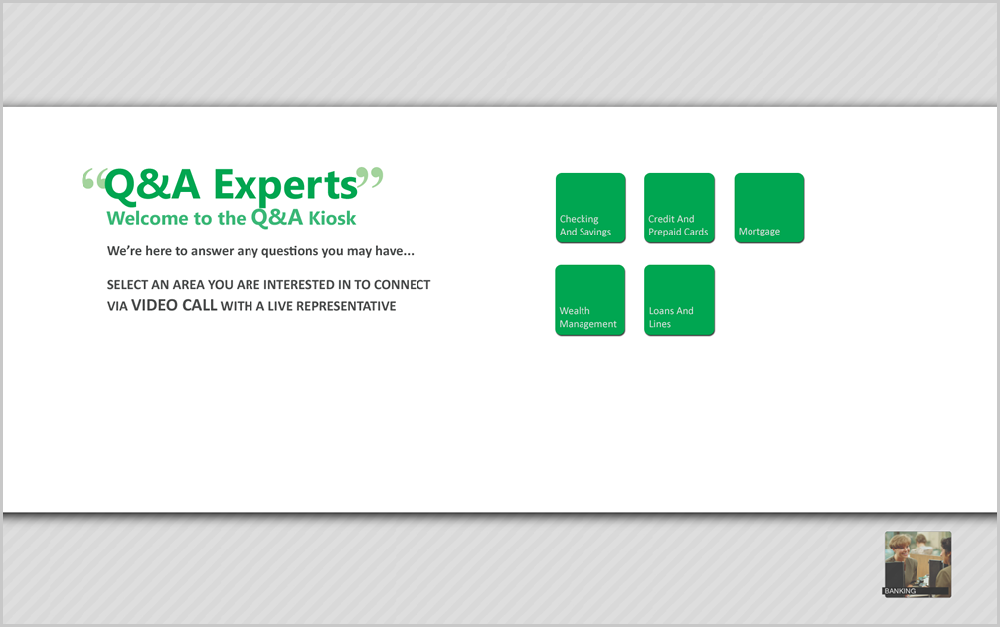 “Q&A Experts”
Welcome to the Q&A Kiosk
We’re here to answer any questions you may have...
SELECT AN AREA YOU ARE INTERESTED IN TO CONNECT
VIA VIDEO CALL WITH A LIVE REPRESENTATIVE
Checking
And Savings
Credit And
Prepaid Cards
Mortgage
Wealth
Management
Loans And
Lines
BANKING